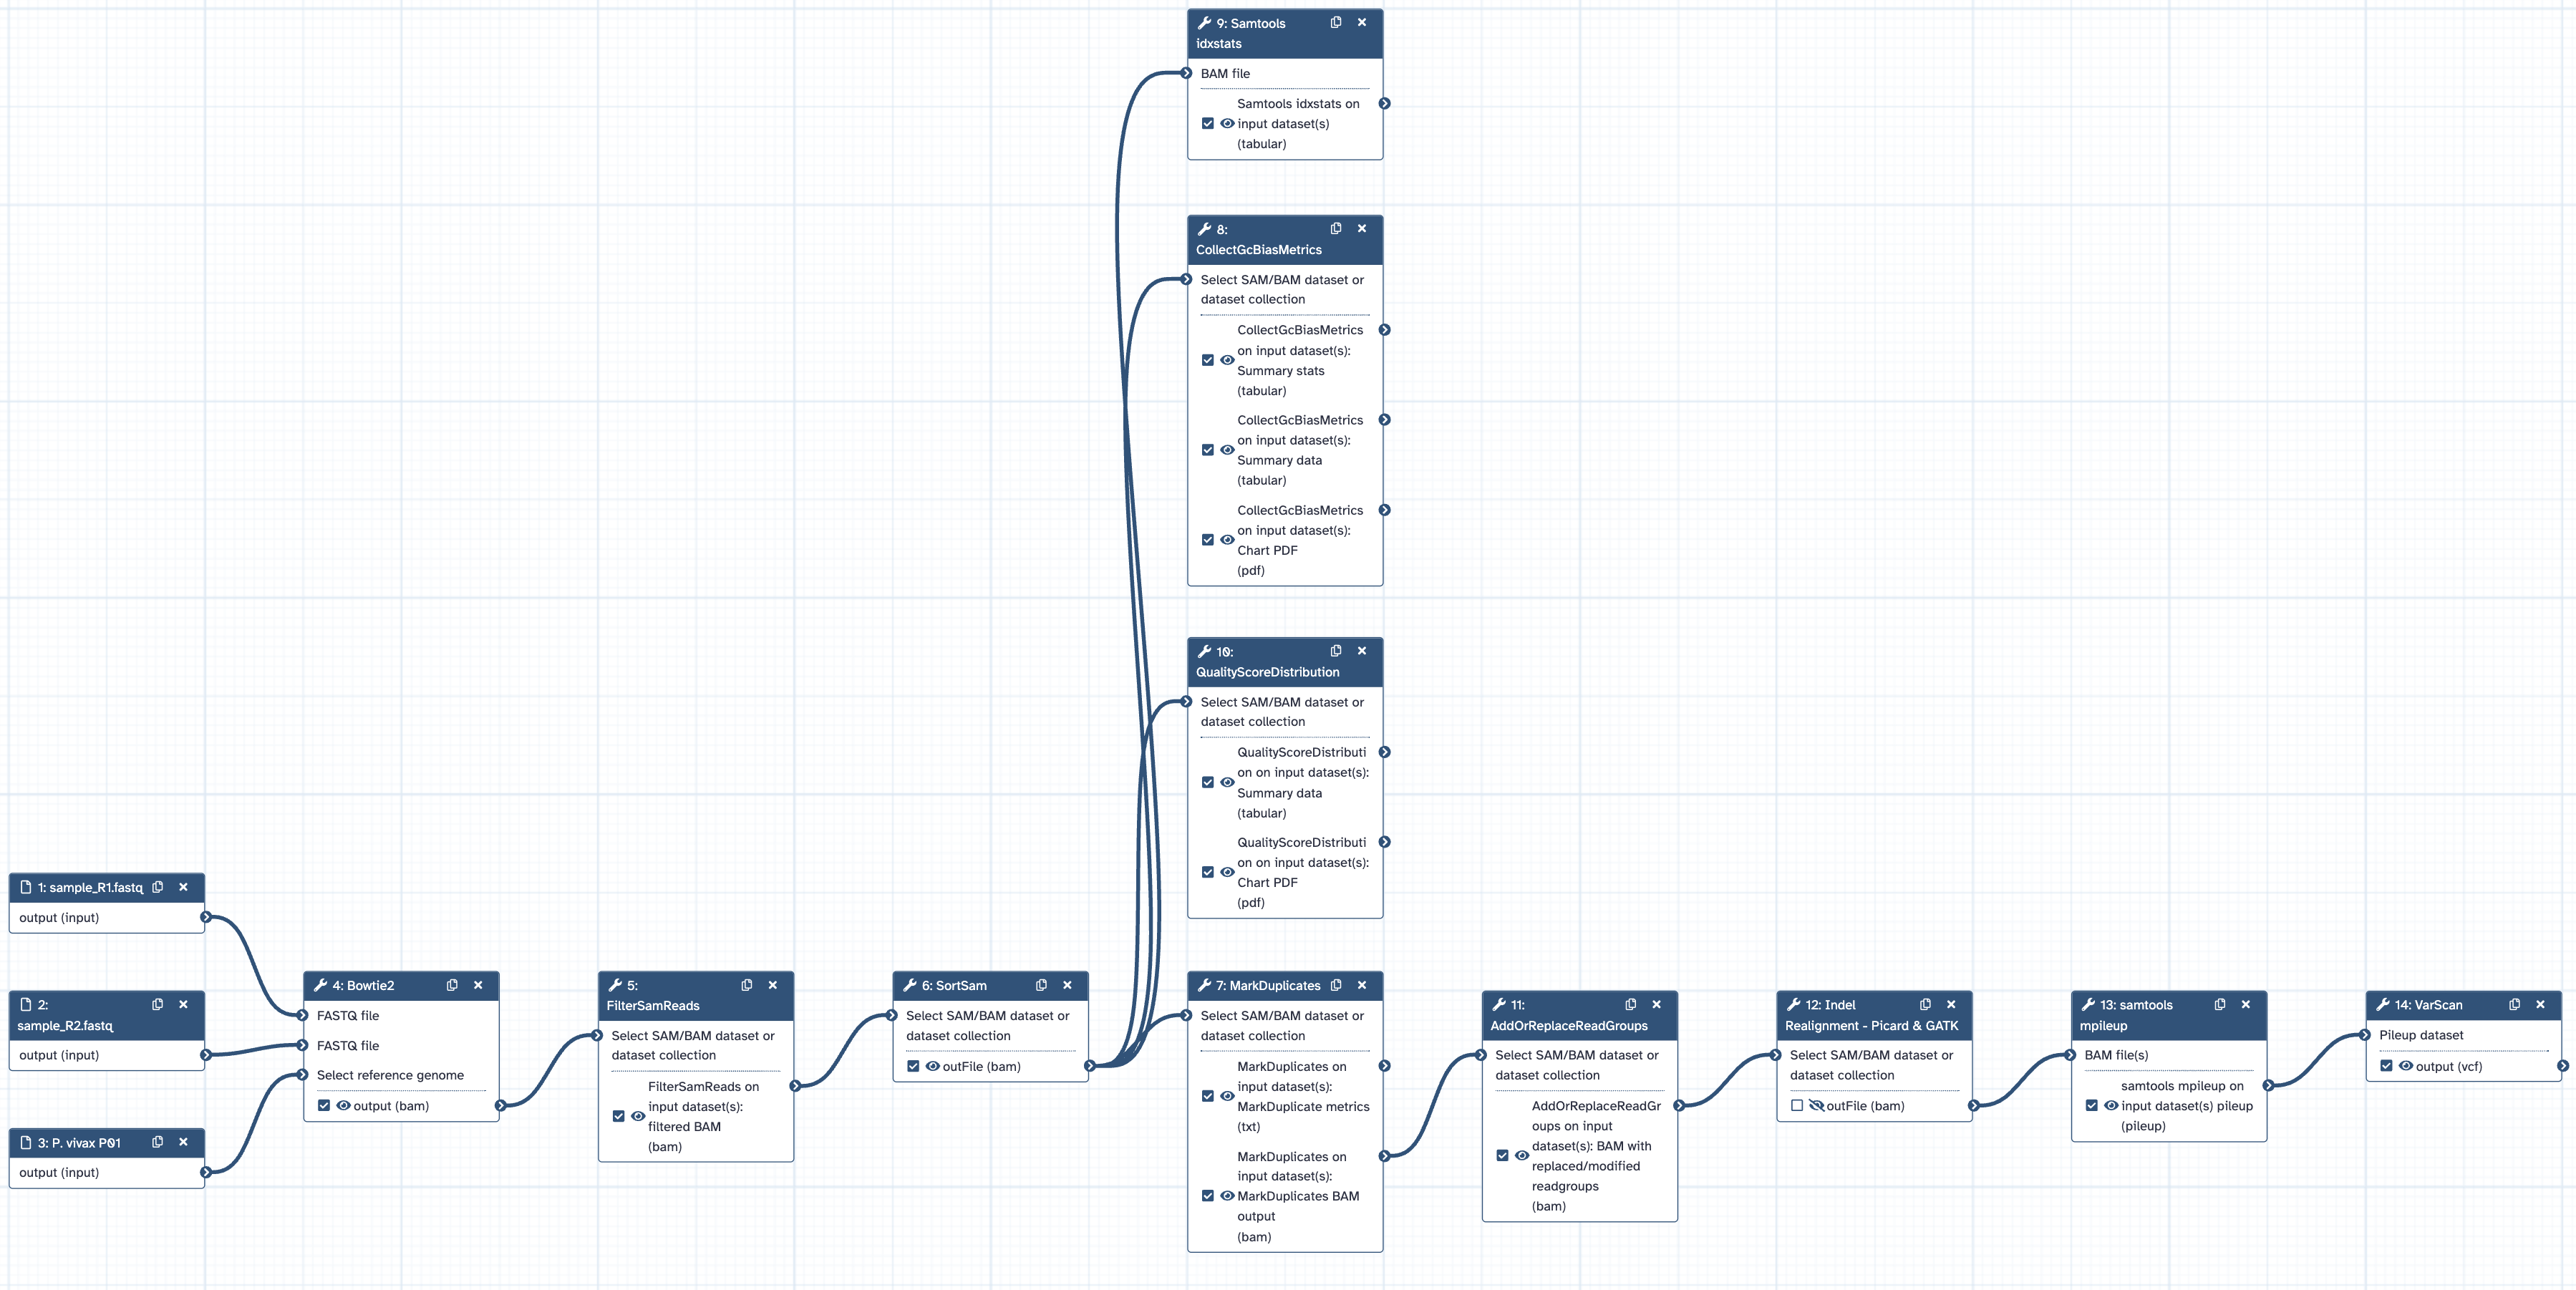 9: Samtools
idxstats
BAM file
Samtools idxstats on
input dataset(s)
(tabular)
8:
CollectGcBiasMetrics
Select SAM/BAM dataset or
dataset collection
CollectGcBiasMetrics
on input dataset(s):
Summary stats
(tabular)
CollectGcBiasMetrics
on input dataset(s):
Summary data
(tabular)
CollectGcBiasMetrics
on input dataset(s):
Chart PDF
(pdf)
10:
QualityScoreDistribution
Select SAM/BAM dataset or
dataset collection
QualityScoreDistributi
on on input dataset(s):
Summary data
(tabular)
QualityScoreDistributi
on on input dataset(s):
Chart PDF
(pdf)
1: sample_R1.fastq
output (input)
2:
sample_R2.fastq
output (input)
3: P. vivax P01
output (input)
4: Bowtie2
FASTQ file
FASTQ file
Select reference genome
output (bam)
5:
FilterSamReads
Select SAM/BAM dataset or
dataset collection
FilterSamReads on
input dataset(s):
filtered BAM
(bam)
6: SortSam
Select SAM/BAM dataset or
dataset collection
outFile (bam)
7: MarkDuplicates
Select SAM/BAM dataset or
dataset collection
MarkDuplicates on
input dataset(s):
MarkDuplicate metrics
(txt)
MarkDuplicates on
input dataset(s):
MarkDuplicates BAM
output
(bam)
11:
AddOrReplaceReadGroups
Select SAM/BAM dataset or
dataset collection
AddOrReplaceReadGr
oups on input
dataset(s): BAM with
replaced/modified
readgroups
(bam)
12: Indel
Realignment - Picard & GATK
Select SAM/BAM dataset or
dataset collection
outFile (bam)
13: samtools
mpileup
BAM file(s)
samtools mpileup on
input dataset(s) pileup
(pileup)
14: VarScan
Pileup dataset
output (vcf)